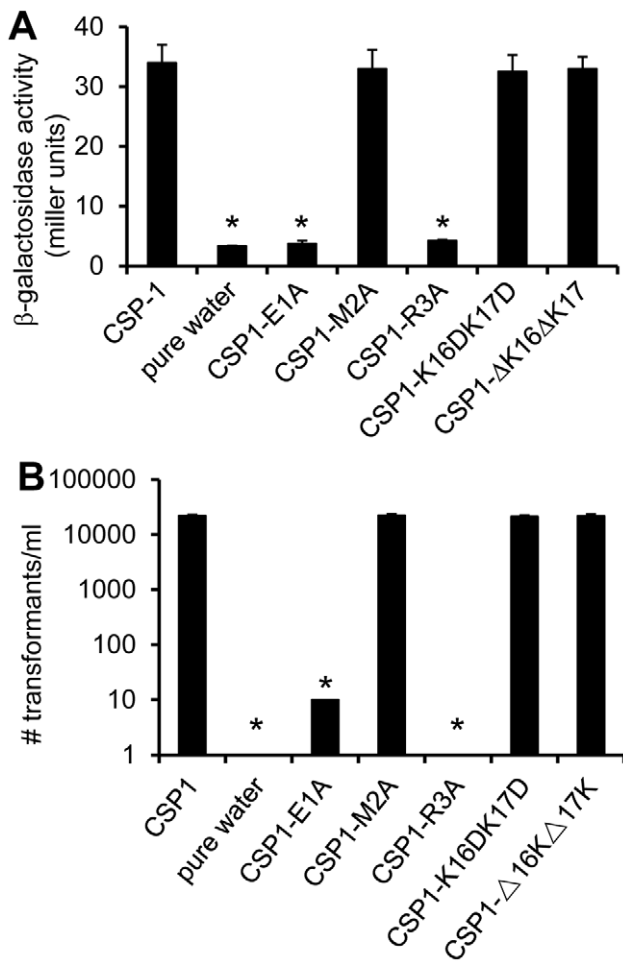 A
β-galactosidase activity
(miller units)
40
30
20
10
0
*
*
*
CSP-1
pure water
CSP1-E1A
CSP1-M2A
CSP1-R3A
CSP1-K16DK17D
CSP1-ΔK16ΔK17
B
# transformants/ml
100000
10000
1000
100
10
1
*
*
*
CSP1
pure water
CSP1-E1A
CSP1-M2A
CSP1-R3A
CSP1-K16DK17D
CSP1-△16K△17K